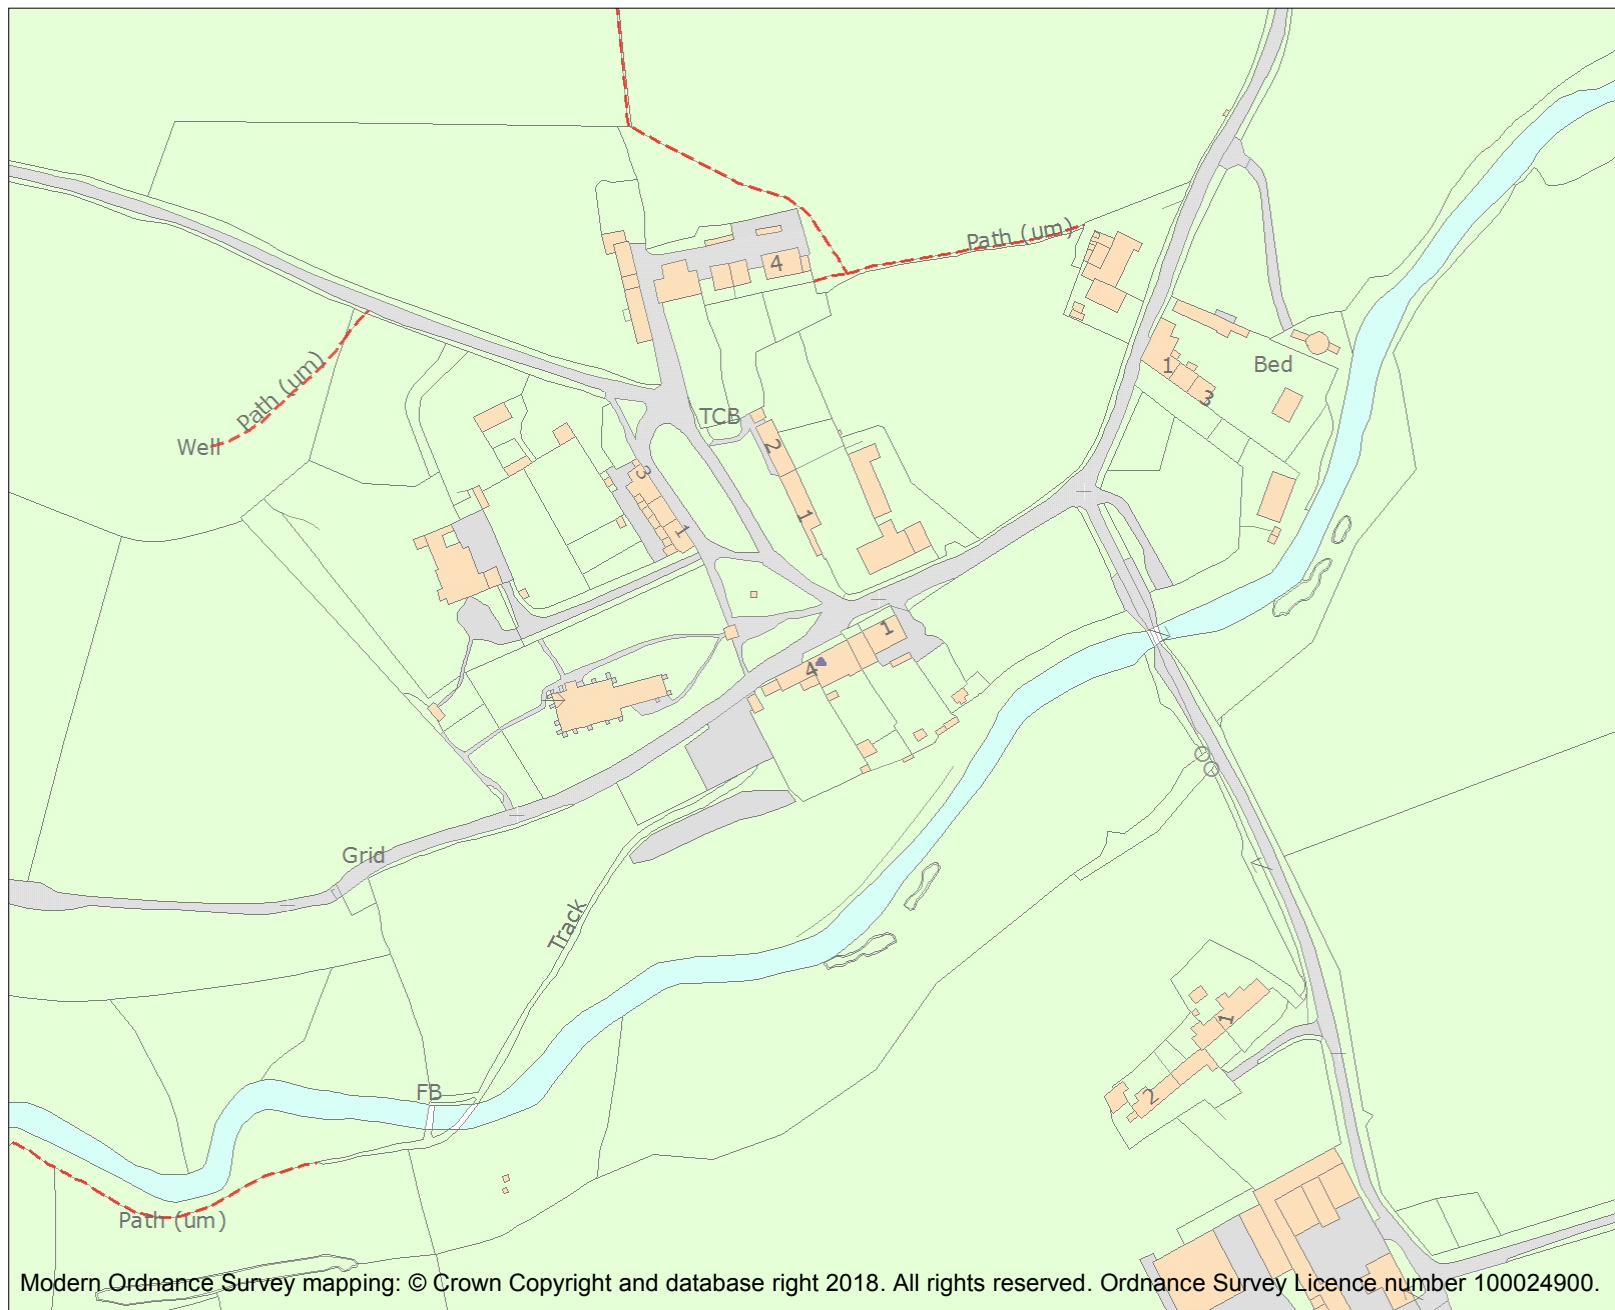 Path (um)
4
Path (um)
1
3
Bed
TCB
Well
2
3
1
1
1
4
Grid
Track
1
FB
2
Path (um)
Modern Ordnance Survey mapping: © Crown Copyright and database right 2018. All rights reserved. Ordnance Survey Licence number 100024900.